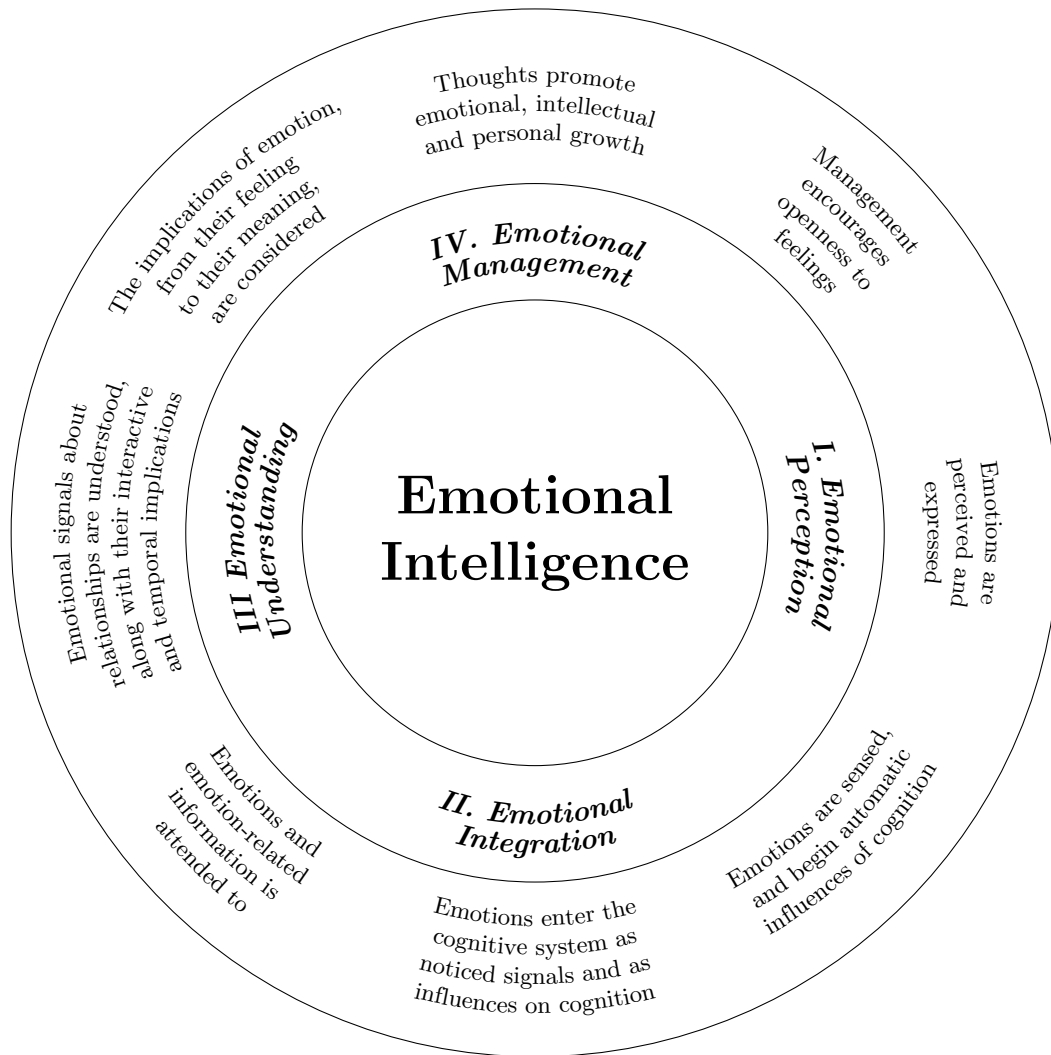 Emotional
Intelligence
I. Emotional
Perception
II. Emotional
Integration
III Emotional
Understanding
IV. Emotional
Management
Thoughts promote
emotional, intellectual
and personal growth
Management
encourages
openness to
feelings
Emotions are
perceived and
expressed
Emotions are sensed,
and begin automatic
influences of cognition
Emotions enter the
cognitive system as
noticed signals and as
influences on cognition
Emotions and
emotion-related
information is
attended to
Emotional signals about
relationships are understood,
along with their interactive
and temporal implications
The implications of emotion,
from their feeling
to their meaning,
are considered